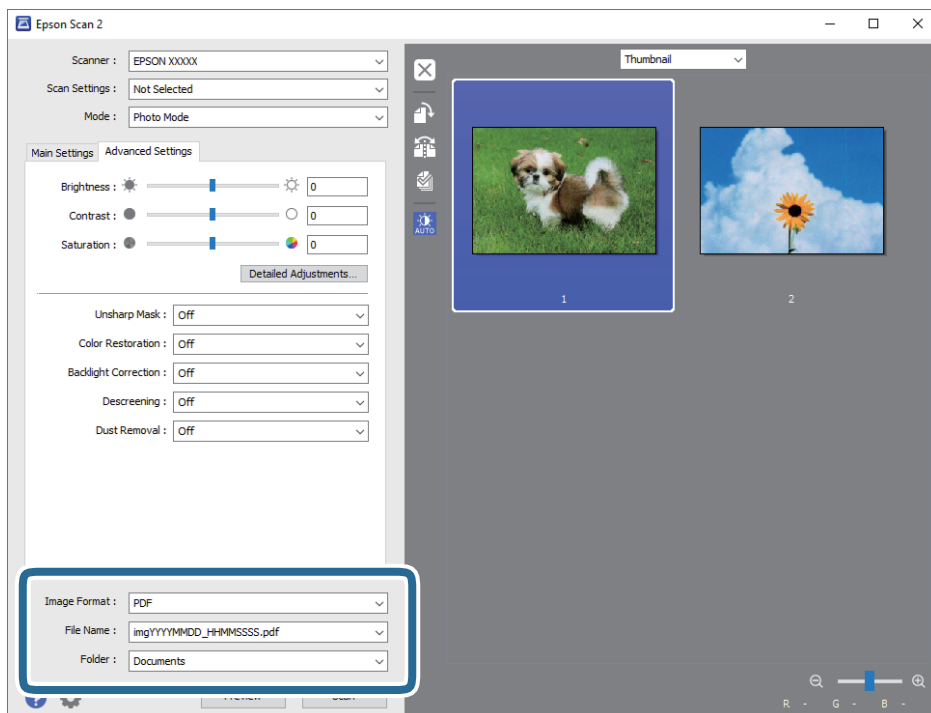 Epson Scan 2
Scanner : EPSON XXXXX
Scan Settings : Not Selected
Mode : Photo Mode
Main Settings Advanced Settings
Brightness : 0
Contrast : 0
Saturation : 0
Detailed Adjustments...
Unsharp Mask : Off
Color Restoration : Off
Backlight Correction : Off
Descreening : Off
Dust Removal : Off
Image Format : PDF
File Name : imgYYYYMMDD_HHMMSSSS.pdf
Folder : Documents
Thumbnail
AUTO
1
2
R - G - B -